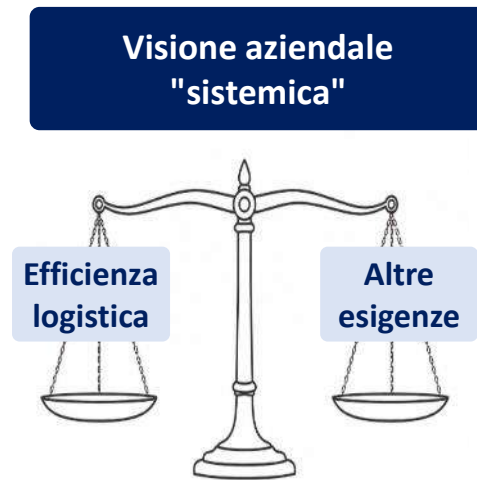 Visione aziendale
"sistemica"
Efficienza
logistica
Altre
esigenze